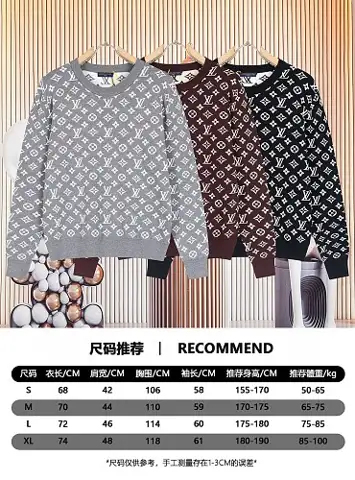 尺码推荐 | RECOMMEND
尺码 衣长/CM 肩宽/CM 胸围/CM 袖长/CM 推荐身高/CM 推荐體重/kg
S 68 42 106 58 155-170 50-65
M 70 44 110 59 170-175 65-75
L 72 46 114 60 175-180 75-85
XL 74 48 118 61 180-190 85-100
*尺码仅供参考，手工测量存在1-3CM的误差*